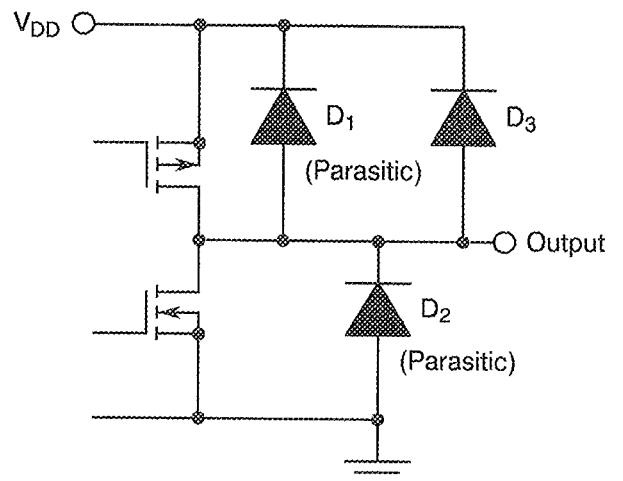 VDD
D1
D3
(Parasitic)
Output
D2
(Parasitic)